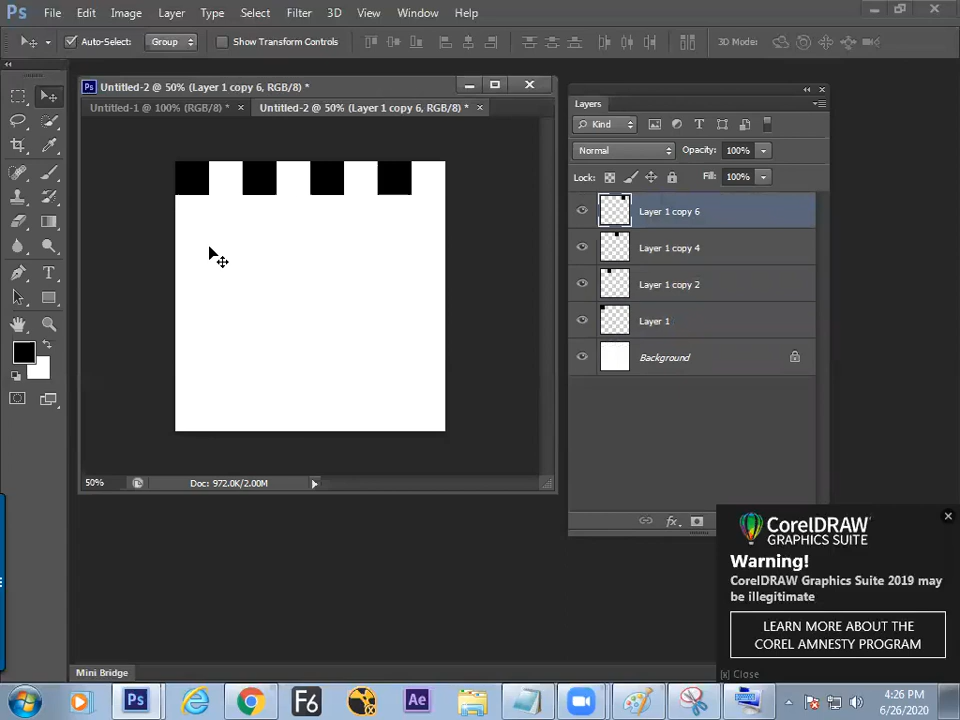 Ps File Edit Image Layer Type Select Filter 3D View Window Help
Auto-Select: Group Show Transform Controls 3D Mode:
Ps Untitled-2 @ 50% (Layer 1 copy 6, RGB/8) *
Untitled-1 @ 100% (RGB/8) * × Untitled-2 @ 50% (Layer 1 copy 6, RGB/8) * ×
Layers
Kind
Normal Opacity: 100%
Lock: Fill: 100%
Layer 1 copy 6
Layer 1 copy 4
Layer 1 copy 2
Layer 1
Background
50% Doc: 972.0K/2.00M
fx
CorelDRAW
GRAPHICS SUITE
Warning!
CorelDRAW Graphics Suite 2019 may
be illegitimate
LEARN MORE ABOUT THE
COREL AMNESTY PROGRAM
[x] Close
Mini Bridge
Ps F6 Ae
4:26 PM
6/26/2020